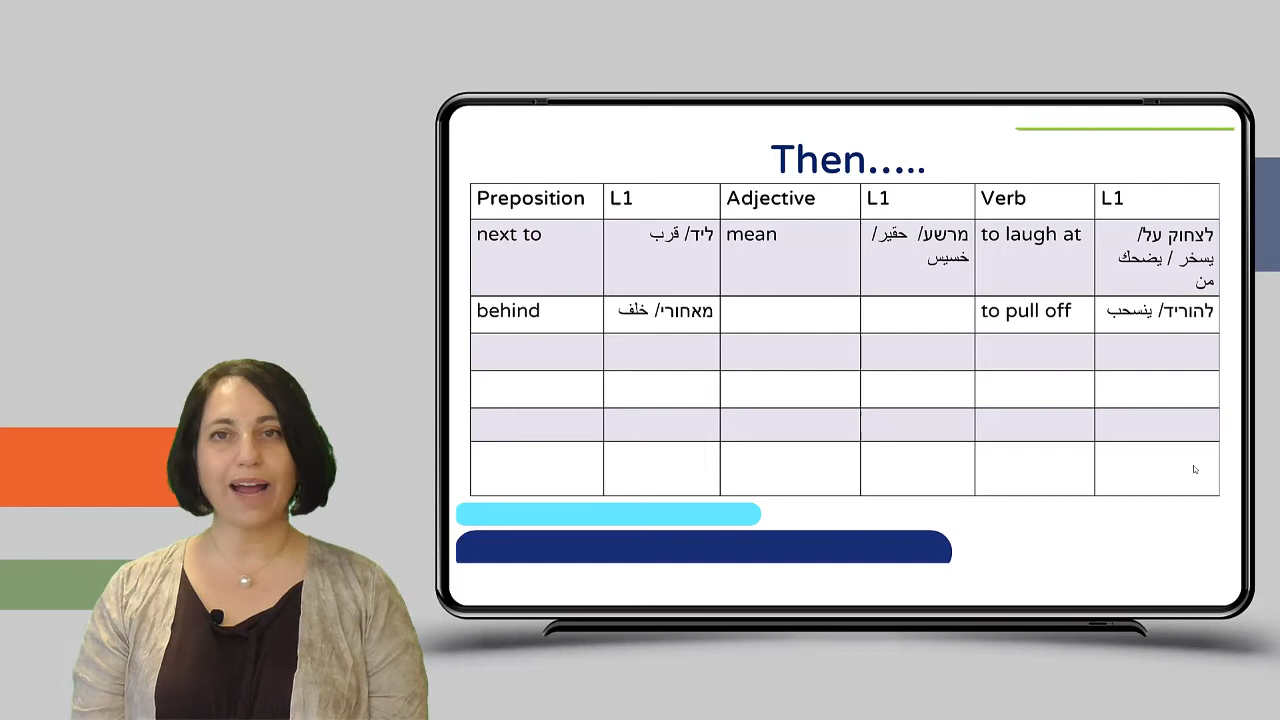 Then.....
Preposition L1 Adjective L1 Verb L1
next to ליד/ قرب mean מרשע/ حقير/ to laugh at לצחוק על/
خسيس يسخر / يضحك
من
behind מאחורי/ خلف to pull off להוריד/ ينسحب